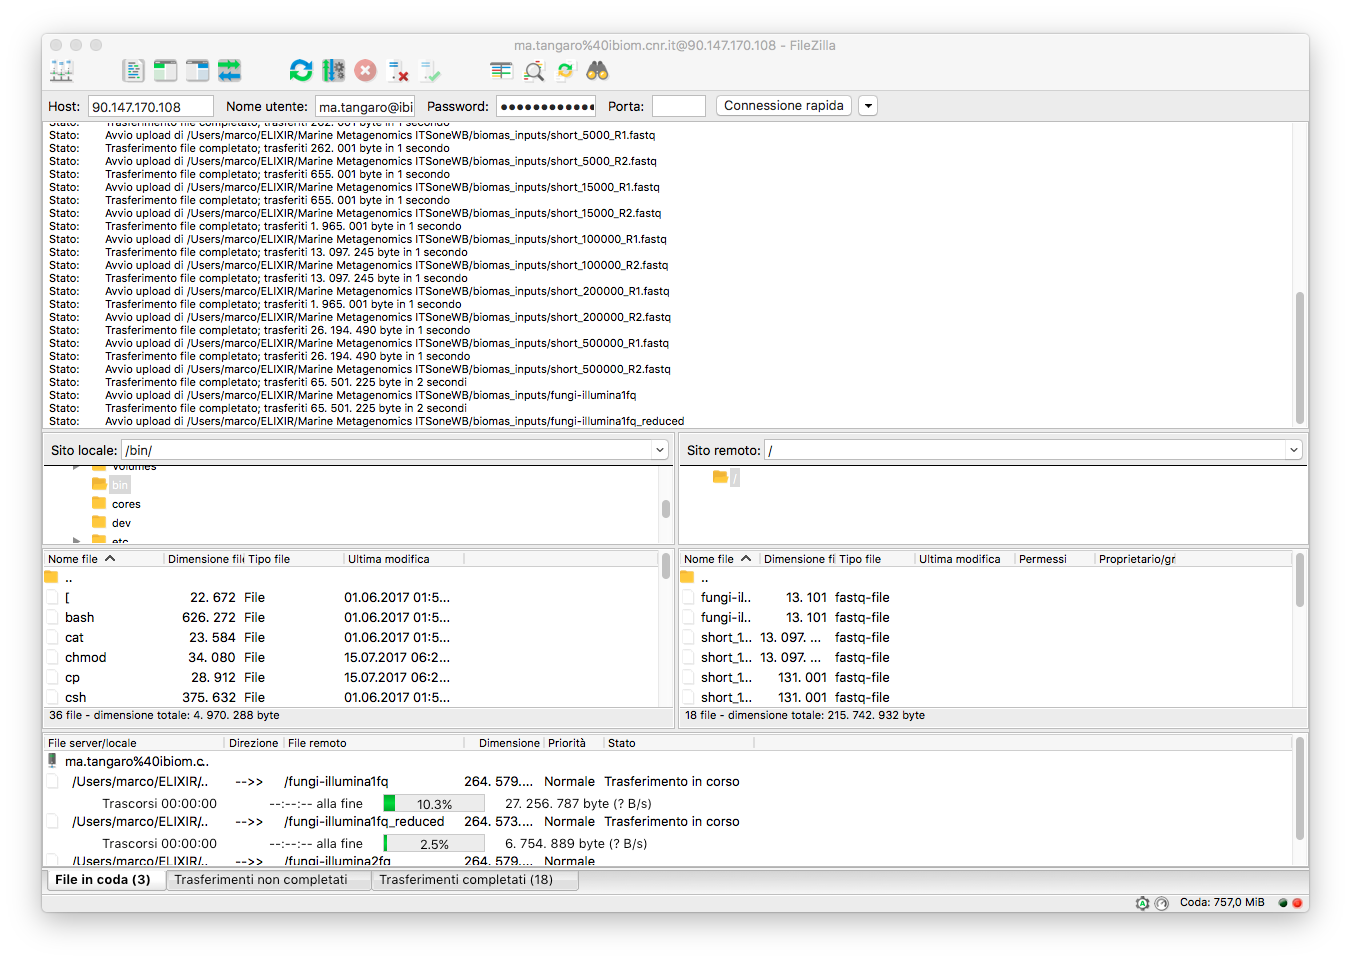 ma.tangaro%40ibiom.cnr.it@90.147.170.108 - FileZilla
Host: 90.147.170.108 Nome utente: ma.tangaro@ibi Password: ●●●●●●●●●●●● Porta: Connessione rapida
Stato: Trasferimento file completato; trasferiti 262. 001 byte in 1 secondo
Stato: Avvio upload di /Users/marco/ELIXIR/Marine Metagenomics ITSoneWB/biomas_inputs/short_5000_R1.fastq
Stato: Trasferimento file completato; trasferiti 262. 001 byte in 1 secondo
Stato: Avvio upload di /Users/marco/ELIXIR/Marine Metagenomics ITSoneWB/biomas_inputs/short_5000_R2.fastq
Stato: Trasferimento file completato; trasferiti 655. 001 byte in 1 secondo
Stato: Avvio upload di /Users/marco/ELIXIR/Marine Metagenomics ITSoneWB/biomas_inputs/short_15000_R1.fastq
Stato: Trasferimento file completato; trasferiti 655. 001 byte in 1 secondo
Stato: Avvio upload di /Users/marco/ELIXIR/Marine Metagenomics ITSoneWB/biomas_inputs/short_15000_R2.fastq
Stato: Trasferimento file completato; trasferiti 1. 965. 001 byte in 1 secondo
Stato: Avvio upload di /Users/marco/ELIXIR/Marine Metagenomics ITSoneWB/biomas_inputs/short_100000_R1.fastq
Stato: Trasferimento file completato; trasferiti 13. 097. 245 byte in 1 secondo
Stato: Avvio upload di /Users/marco/ELIXIR/Marine Metagenomics ITSoneWB/biomas_inputs/short_100000_R2.fastq
Stato: Trasferimento file completato; trasferiti 13. 097. 245 byte in 1 secondo
Stato: Avvio upload di /Users/marco/ELIXIR/Marine Metagenomics ITSoneWB/biomas_inputs/short_200000_R1.fastq
Stato: Trasferimento file completato; trasferiti 1. 965. 001 byte in 1 secondo
Stato: Avvio upload di /Users/marco/ELIXIR/Marine Metagenomics ITSoneWB/biomas_inputs/short_200000_R2.fastq
Stato: Trasferimento file completato; trasferiti 26. 194. 490 byte in 1 secondo
Stato: Avvio upload di /Users/marco/ELIXIR/Marine Metagenomics ITSoneWB/biomas_inputs/short_500000_R1.fastq
Stato: Trasferimento file completato; trasferiti 26. 194. 490 byte in 1 secondo
Stato: Avvio upload di /Users/marco/ELIXIR/Marine Metagenomics ITSoneWB/biomas_inputs/short_500000_R2.fastq
Stato: Trasferimento file completato; trasferiti 65. 501. 225 byte in 2 secondi
Stato: Avvio upload di /Users/marco/ELIXIR/Marine Metagenomics ITSoneWB/biomas_inputs/fungi-illumina1fq
Stato: Trasferimento file completato; trasferiti 65. 501. 225 byte in 2 secondi
Stato: Avvio upload di /Users/marco/ELIXIR/Marine Metagenomics ITSoneWB/biomas_inputs/fungi-illumina1fq_reduced
Sito locale: /bin/
Volumes
bin
cores
dev
etc
Nome file Dimensione fil Tipo file Ultima modifica
..
[ 22. 672 File 01.06.2017 01:5...
bash 626. 272 File 01.06.2017 01:5...
cat 23. 584 File 01.06.2017 01:5...
chmod 34. 080 File 15.07.2017 06:2...
cp 28. 912 File 15.07.2017 06:2...
csh 375. 632 File 01.06.2017 01:5...
36 file - dimensione totale: 4. 970. 288 byte
Sito remoto: /
/
Nome file Dimensione fi Tipo file Ultima modifica Permessi Proprietario/gr
..
fungi-il.. 13. 101 fastq-file
fungi-il.. 13. 101 fastq-file
short_1... 13. 097. ... fastq-file
short_1... 13. 097. ... fastq-file
short_1... 131. 001 fastq-file
short_1... 131. 001 fastq-file
18 file - dimensione totale: 215. 742. 932 byte
File server/locale Direzione File remoto Dimensione Priorità Stato
ma.tangaro%40ibiom.c..
/Users/marco/ELIXIR/.. -->> /fungi-illumina1fq 264. 579.... Normale Trasferimento in corso
Trascorsi 00:00:00 --:--:-- alla fine 10.3% 27. 256. 787 byte (? B/s)
/Users/marco/ELIXIR/.. -->> /fungi-illumina1fq_reduced 264. 573.... Normale Trasferimento in corso
Trascorsi 00:00:00 --:--:-- alla fine 2.5% 6. 754. 889 byte (? B/s)
/Users/marco/ELIXIR/.. -->> /fungi-illumina2fq 264. 579.... Normale
File in coda (3) Trasferimenti non completati Trasferimenti completati (18)
Coda: 757,0 MiB